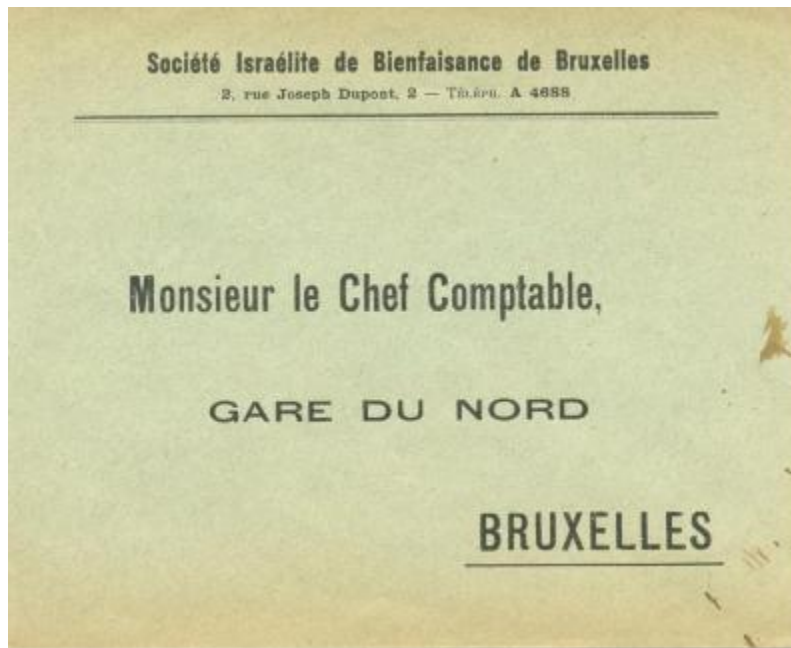 Société Israélite de Bienfaisance de Bruxelles
2, rue Joseph Dupont, 2 — Téléph. A 4688
Monsieur le Chef Comptable,
GARE DU NORD
BRUXELLES